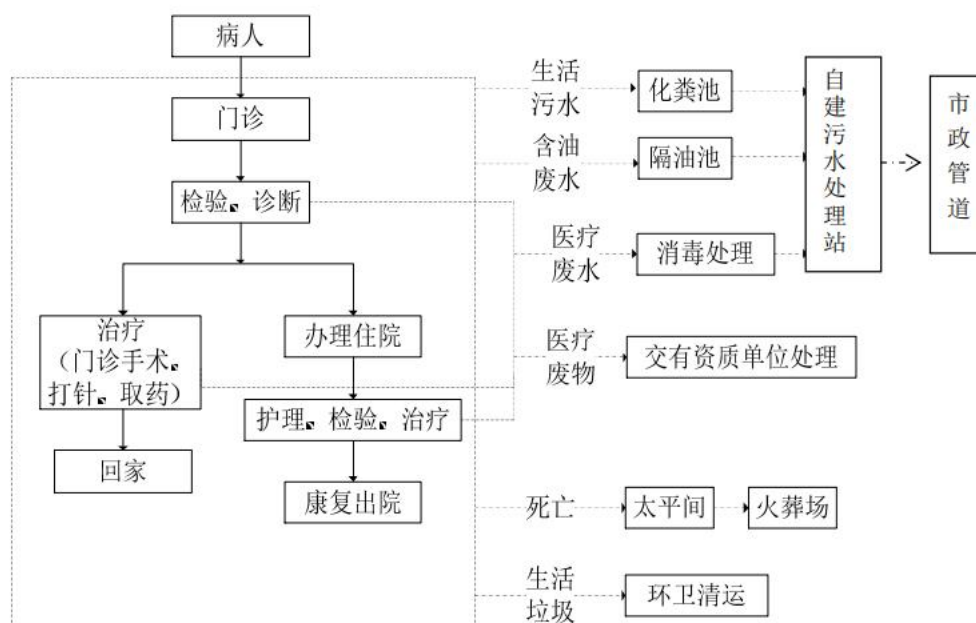 病人
门诊
检验、诊断
治疗
（门诊手术、
打针、取药）
回家
办理住院
护理、检验、治疗
康复出院
生活
污水
化粪池
含油
废水
隔油池
医疗
废水
消毒处理
自建污水处理站
市政管道
医疗
废物
交有资质单位处理
死亡
太平间
火葬场
生活
垃圾
环卫清运